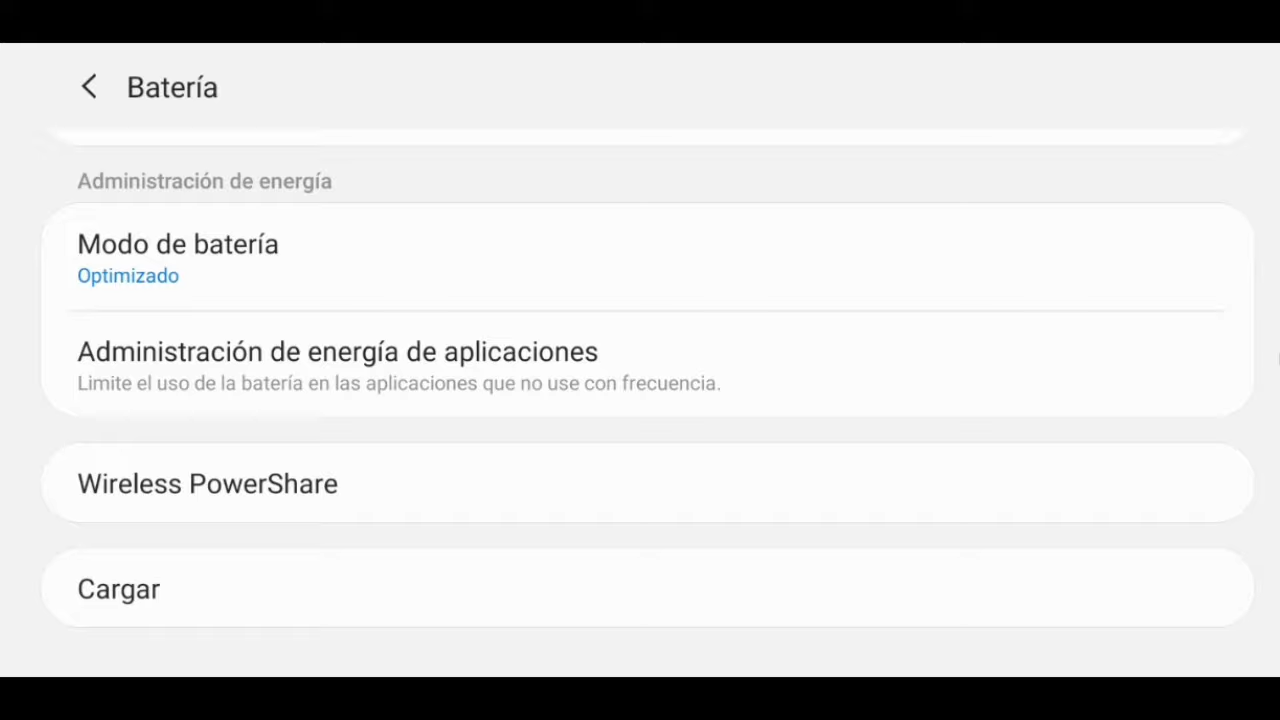 Batería
Administración de energía
Modo de batería
Optimizado
Administración de energía de aplicaciones
Limite el uso de la batería en las aplicaciones que no use con frecuencia.
Wireless PowerShare
Cargar